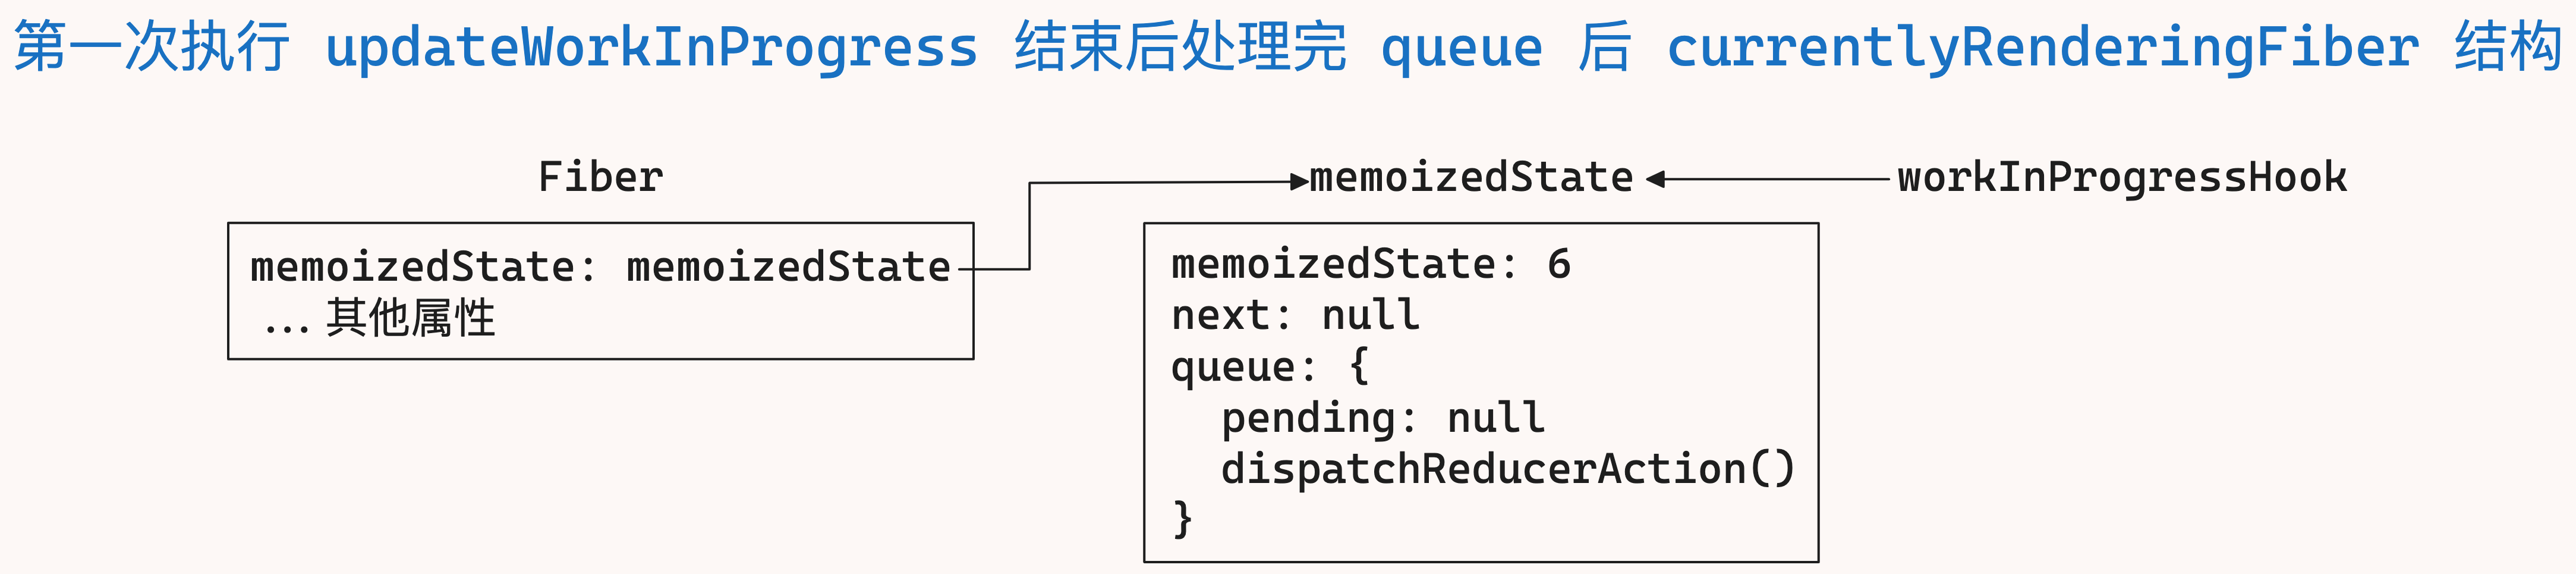 第一次执行 updateWorkInProgress 结束后处理完 queue 后 currentlyRenderingFiber 结构
Fiber
memoizedState: memoizedState
... 其他属性
memoizedState
workInProgressHook
memoizedState: 6
next: null
queue: {
pending: null
dispatchReducerAction()
}